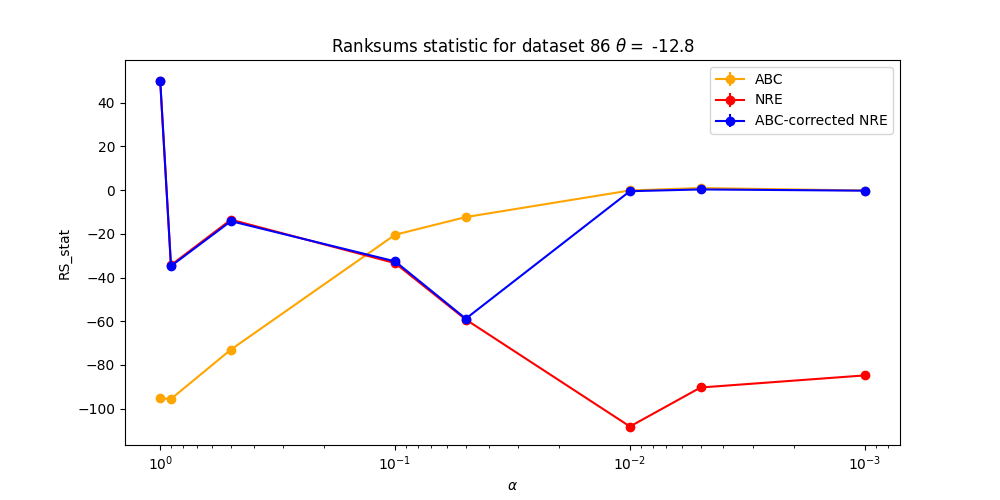 Ranksums statistic for dataset 86 θ = -12.8
ABC
NRE
ABC-corrected NRE
RS_stat
40
20
0
−20
−40
−60
−80
−100
10⁰ 10⁻¹ 10⁻² 10⁻³
α